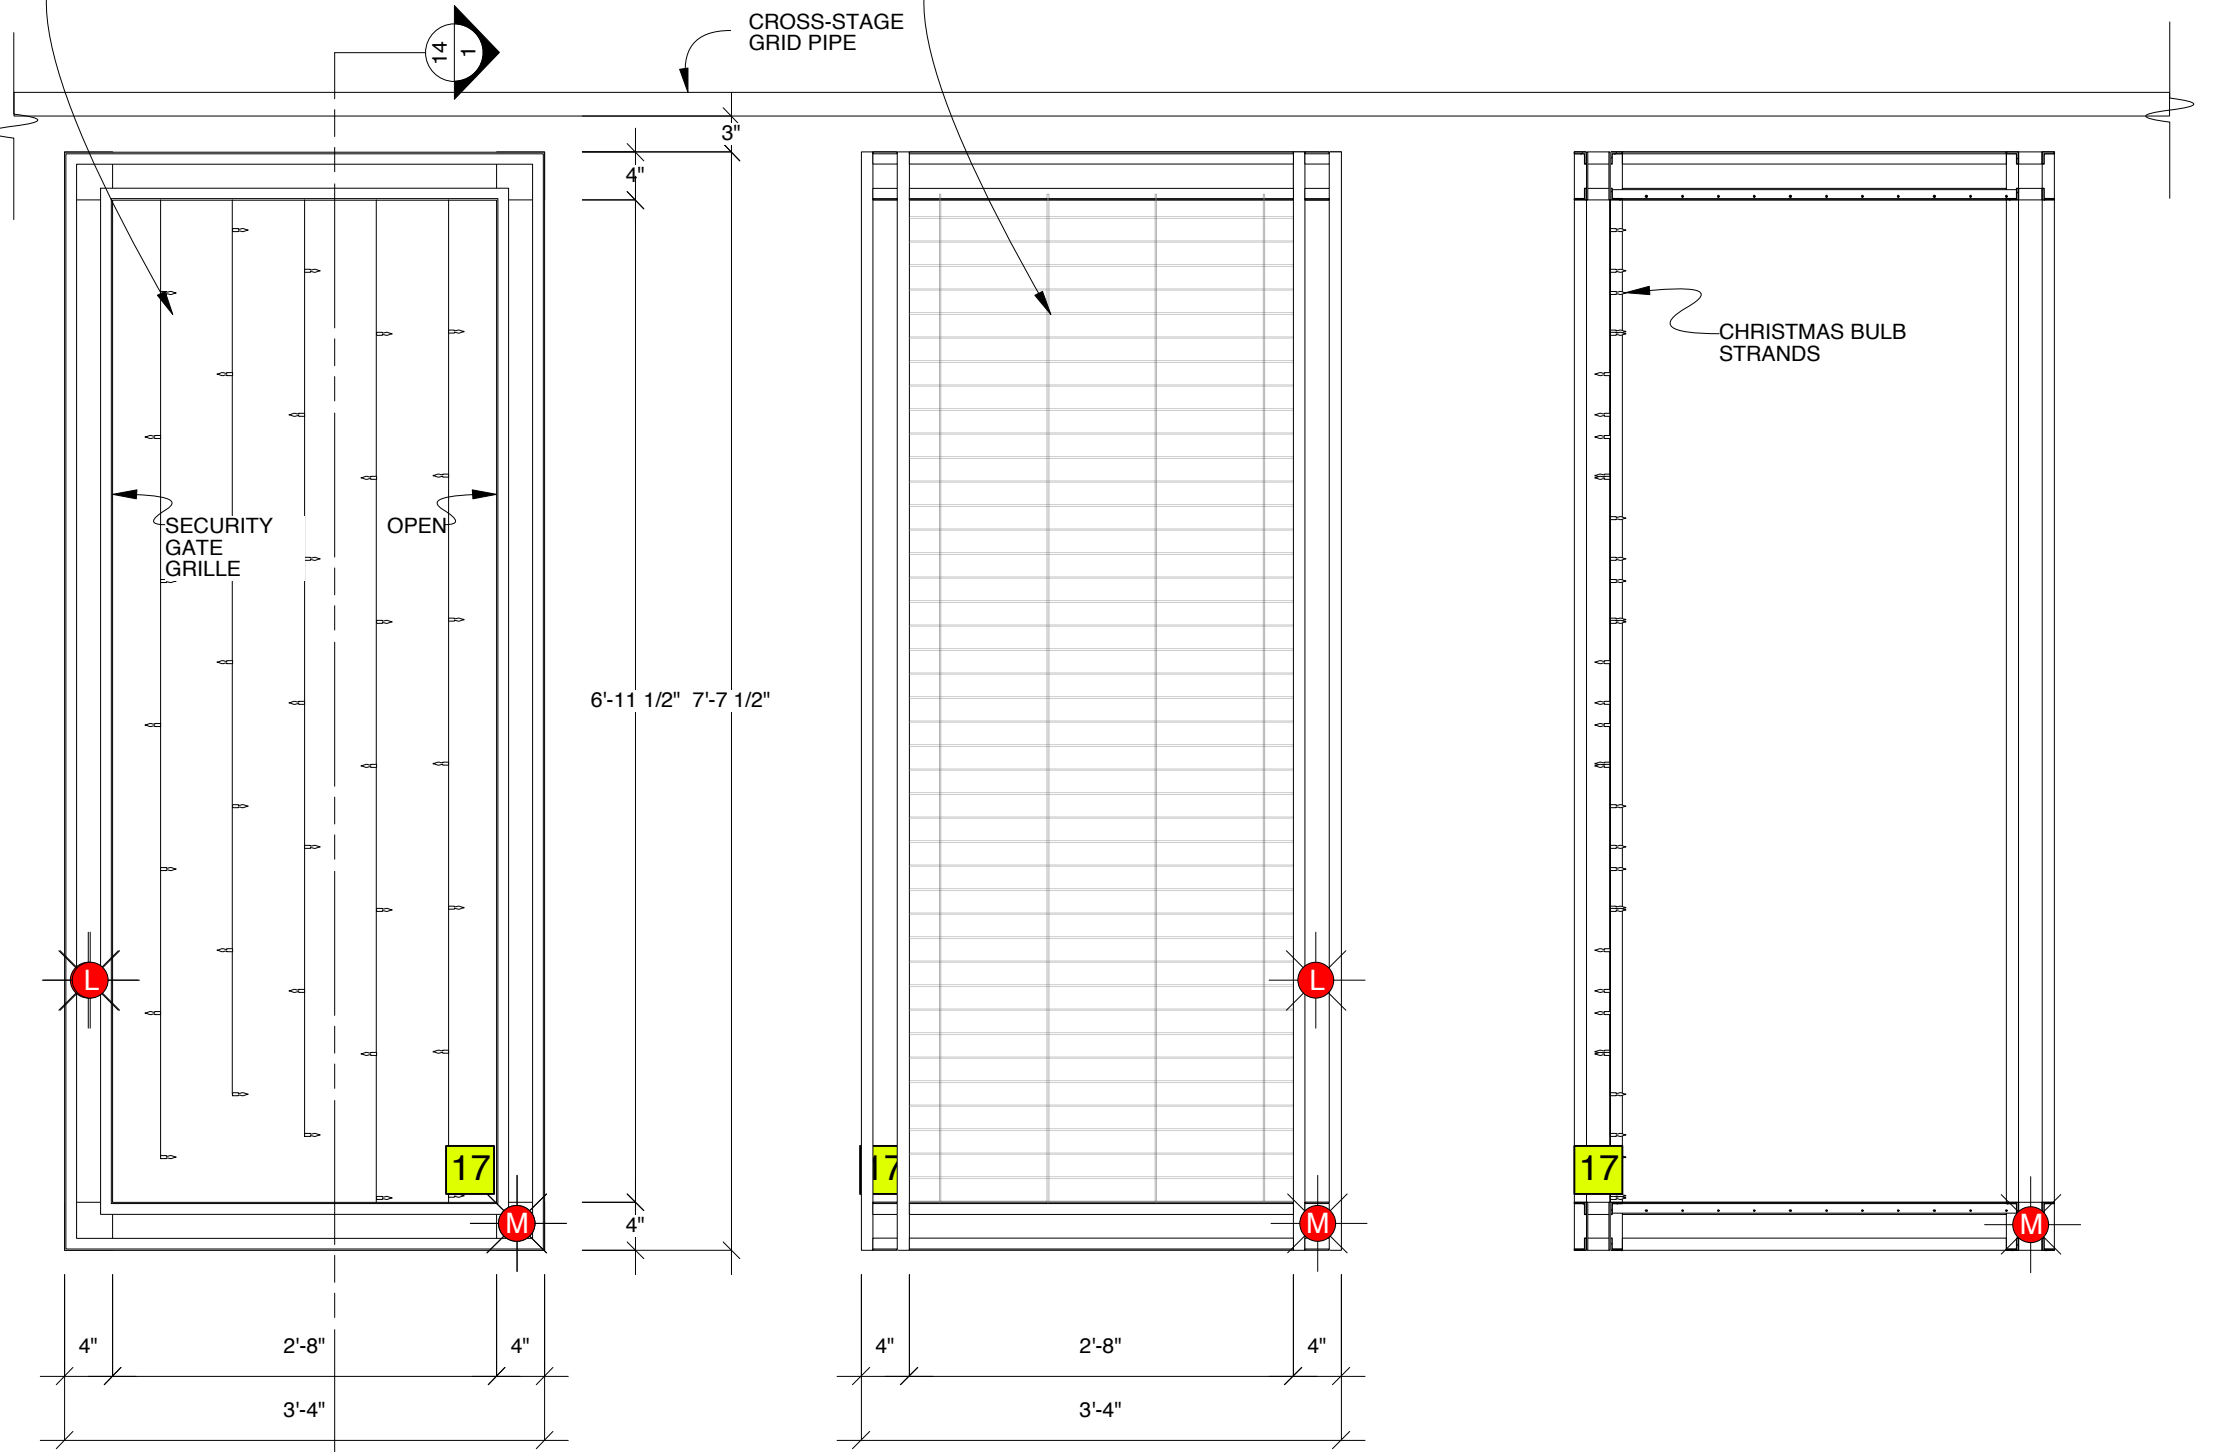 CROSS-STAGE
GRID PIPE
14
1
3"
4"
CHRISTMAS BULB
STRANDS
SECURITY
GATE
GRILLE
OPEN
6'-11 1/2" 7'-7 1/2"
L
L
17
17
17
M
M
M
4"
4" 2'-8" 4"
4" 2'-8" 4"
3'-4"
3'-4"